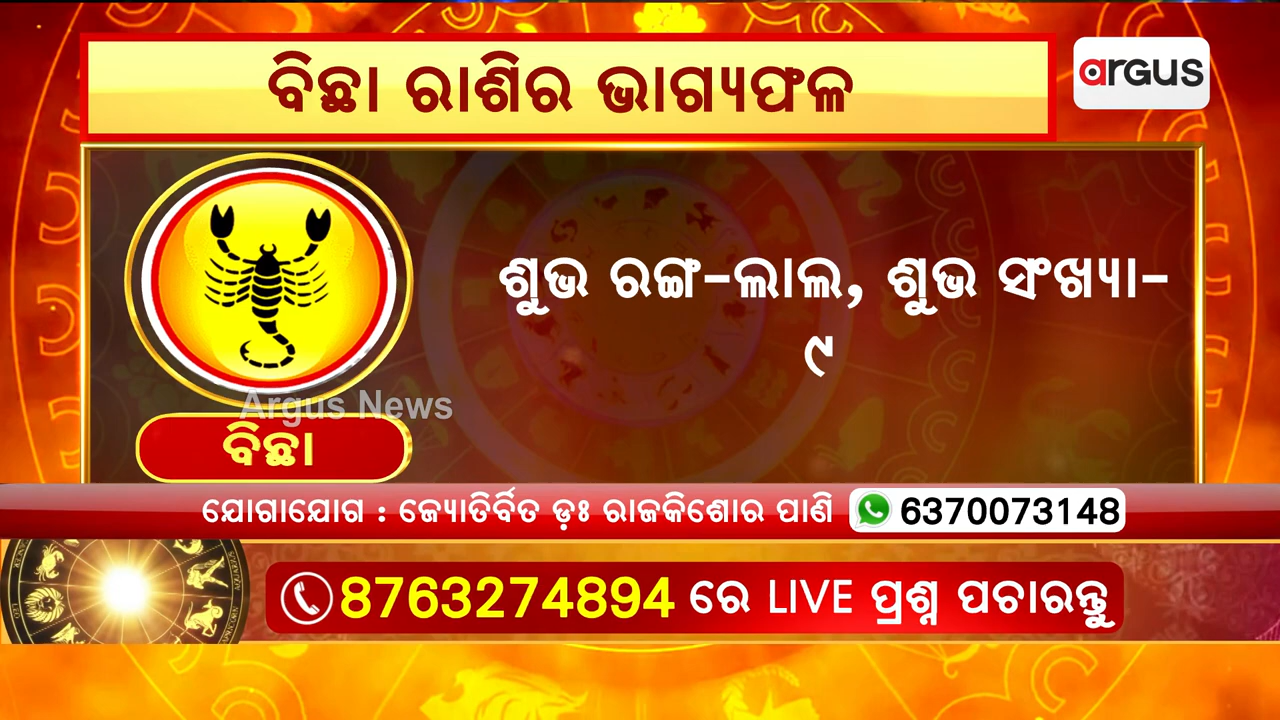 ବିଛା ରାଶିର ଭାଗ୍ୟଫଳ
argus
ଶୁଭ ରଙ୍ଗ-ଲାଲ, ଶୁଭ ସଂଖ୍ୟା-
୯
Argus News
ବିଛା
ଯୋଗାଯୋଗ : ଜ୍ୟୋତିର୍ବିତ ଡ଼ଃ ରାଜକିଶୋର ପାଣି 6370073148
8763274894 ରେ LIVE ପ୍ରଶ୍ନ ପଚାରନ୍ତୁ